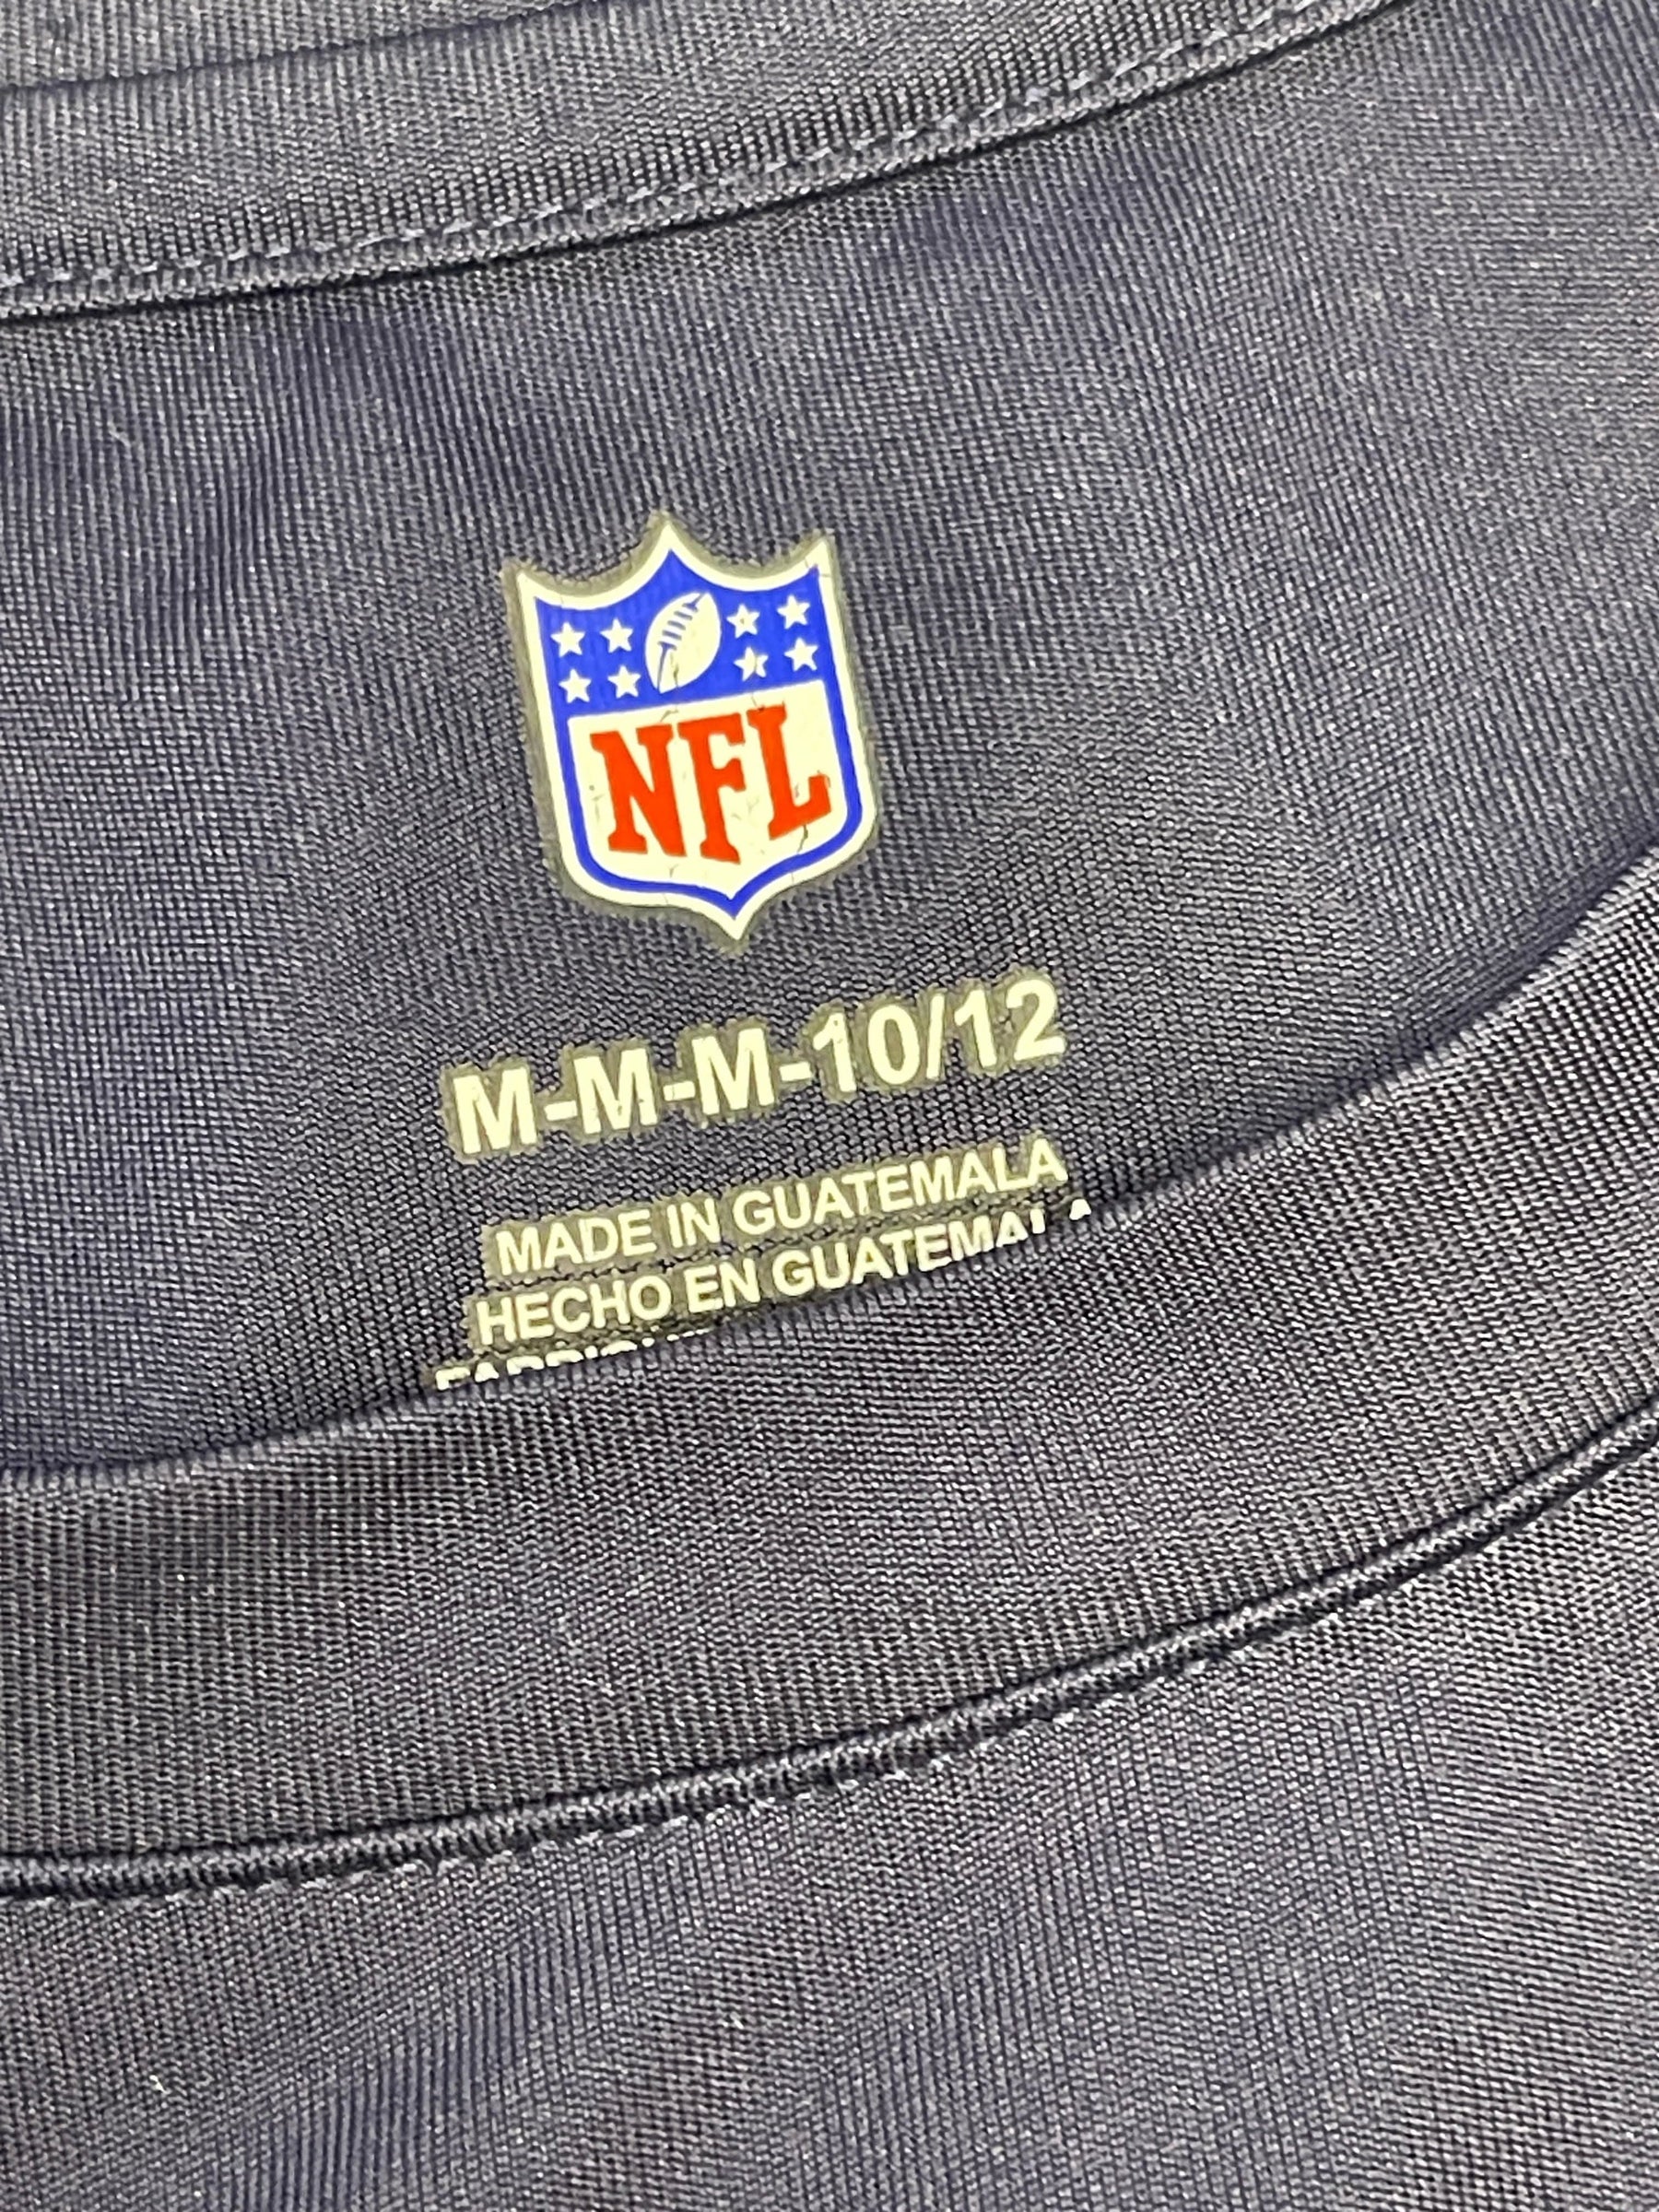 NFL
M-M-M-10/12
MADE IN GUATEMALA
HECHO EN GUATEMALA